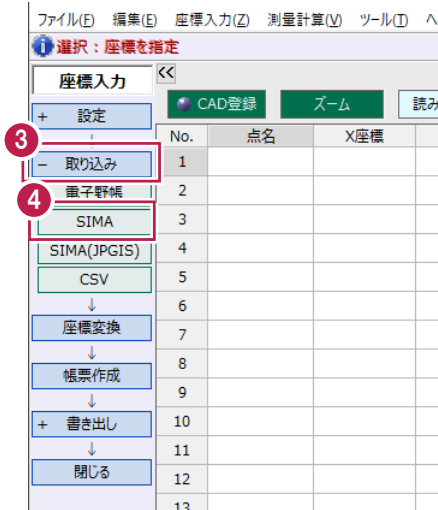 ファイル(F) 編集(E) 座標入力(Z) 測量計算(V) ツール(T) ヘ
選択：座標を指定
座標入力
<<
CAD登録 ズーム 読み
+ 設定
No. 点名 X座標
3
↓
- 取り込み
1
4
電子野帳
2
SIMA
3
SIMA(JPGIS)
4
CSV
5
↓
6
座標変換
7
↓
8
帳票作成
↓
9
+ 書き出し
10
↓
11
閉じる
12
13